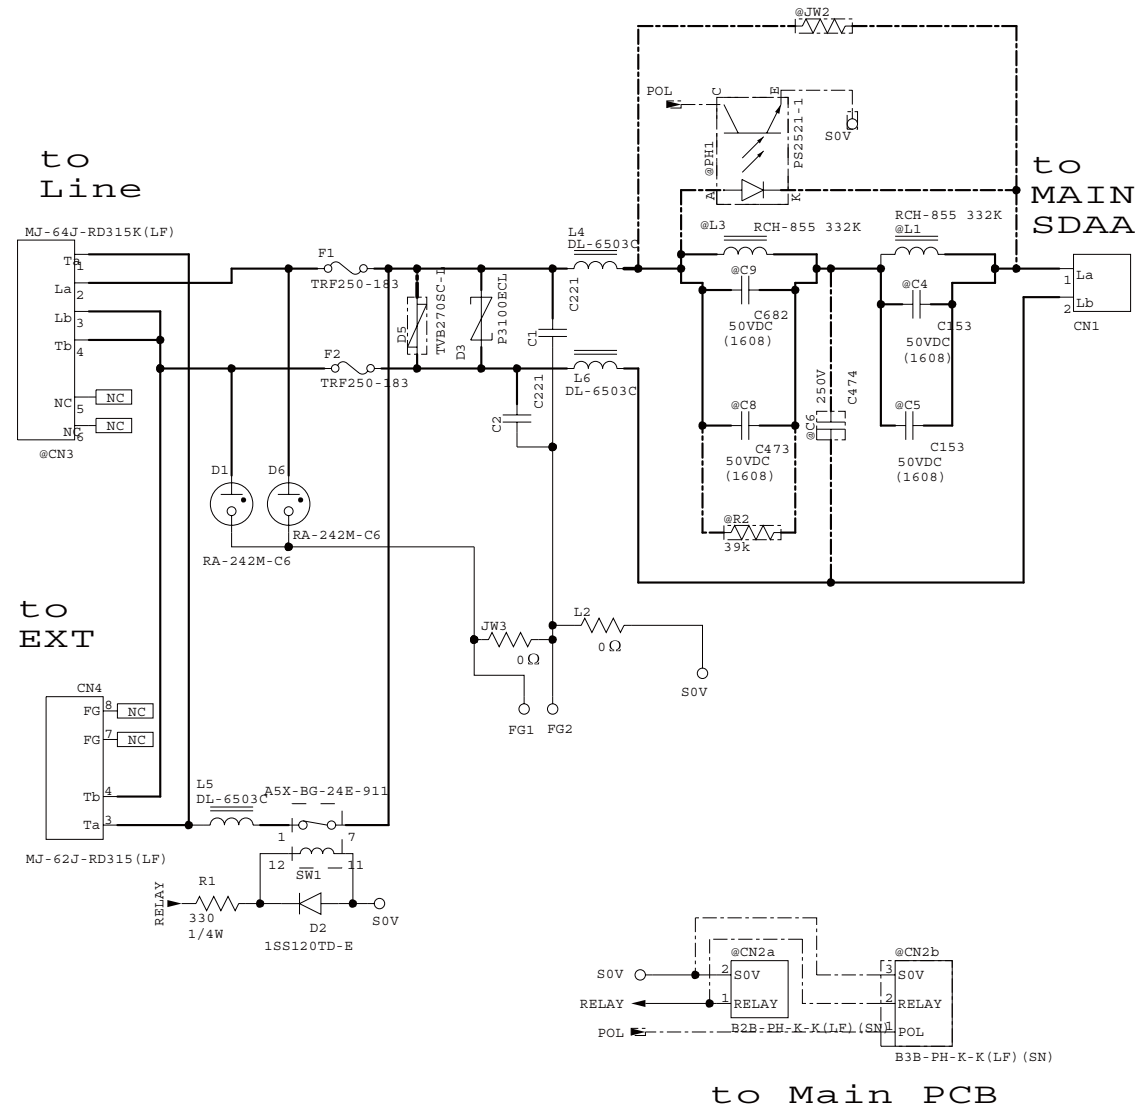 @JW2
POL
C
E
S0V
@PH1
PS2521-1
A
K
to
Line
to
MAIN
SDAA
MJ-64J-RD315K(LF)
Ta
1
La
2
Lb
3
Tb
4
NC
5
NC
NC
6
NC
@CN3
F1
TRF250-183
F2
TRF250-183
D5
TVB270SC-L
D3
P3100ECL
L4
DL-6503C
C1
C221
C2
C221
L6
DL-6503C
@L3
RCH-855 332K
@C9
C682
50VDC
(1608)
@C8
C473
50VDC
(1608)
@R2
39k
@C6
250V
C474
RCH-855 332K
@L1
@C4
C153
50VDC
(1608)
@C5
C153
50VDC
(1608)
La
1
Lb
2
CN1
D1
D6
RA-242M-C6
RA-242M-C6
to
EXT
JW3
0Ω
L2
0Ω
S0V
FG1
FG2
CN4
FG
8
NC
FG
7
NC
Tb
4
Ta
3
MJ-62J-RD315(LF)
L5
DL-6503C
A5X-BG-24E-911
1
7
12
11
SW1
RELAY
R1
330
1/4W
D2
1SS120TD-E
S0V
@CN2a
S0V
2
S0V
RELAY
1
RELAY
POL
B2B-PH-K-K(LF)(SN)
@CN2b
3
S0V
2
RELAY
1
POL
B3B-PH-K-K(LF)(SN)
to Main PCB